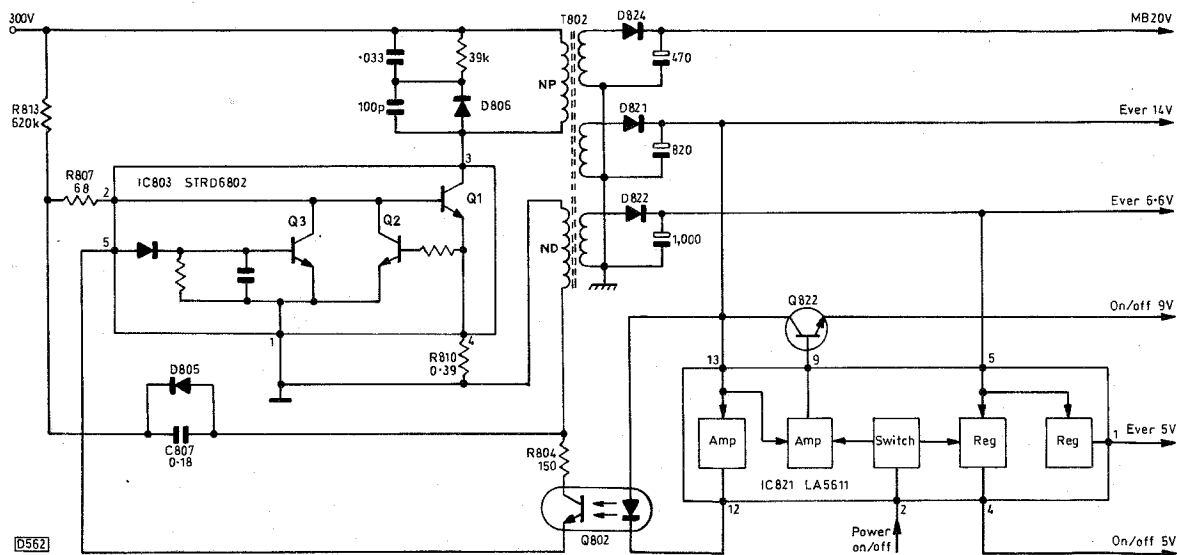 300V
T802
D824
MB20V
·033
39k
470
NP
R813
620k
100p
D806
D821
Ever 14V
820
3
R807
68
2
IC803 STRD6802
Q1
D822
Ever 6·6V
Q3
Q2
5
ND
1,000
Q822
On/off 9V
1
4
R810
0·39
13
9
5
D805
C807
0·18
R804
150
Amp
Amp
Switch
Reg
Reg
1
Ever 5V
IC821 LA5611
12
2
4
Q802
Power
on/off
On/off 5V
D562